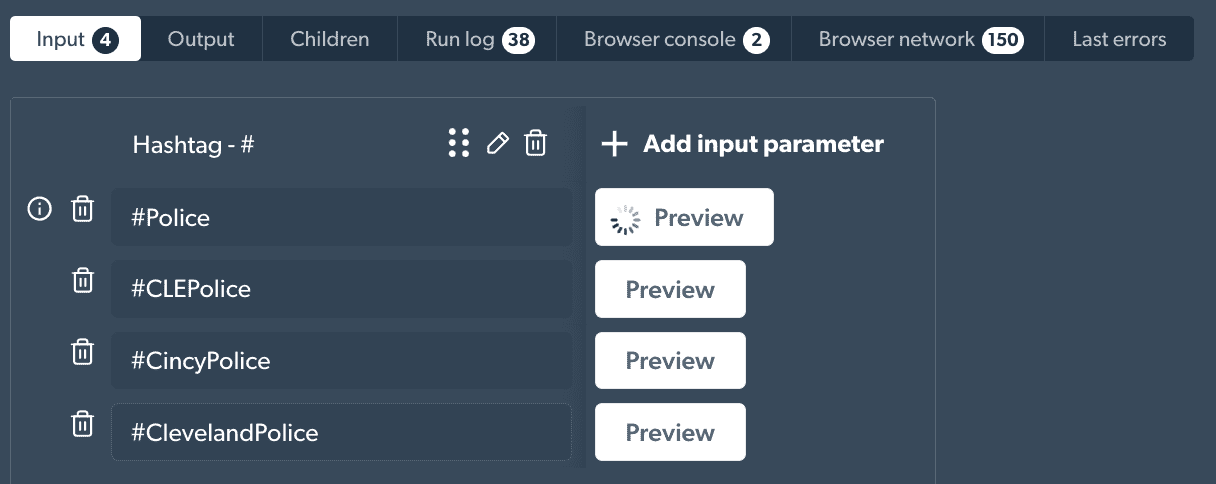 Input 4 Output Children Run log 38 Browser console 2 Browser network 150 Last errors
Hashtag - # Add input parameter
#Police Preview
#CLEPolice Preview
#CincyPolice Preview
#ClevelandPolice Preview